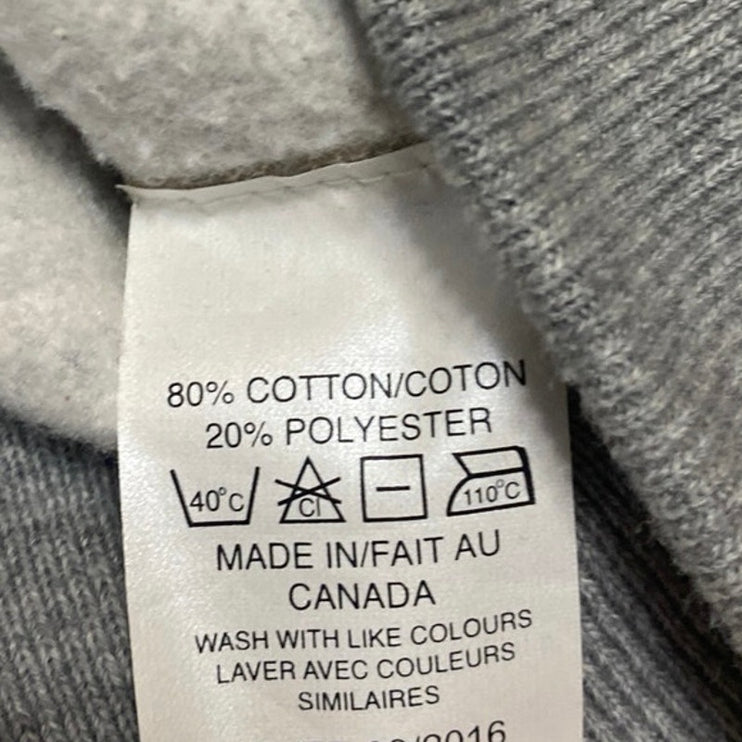 80% COTTON/COTON
20% POLYESTER
40°C Cl 110°C
MADE IN/FAIT AU
CANADA
WASH WITH LIKE COLOURS
LAVER AVEC COULEURS
SIMILAIRES